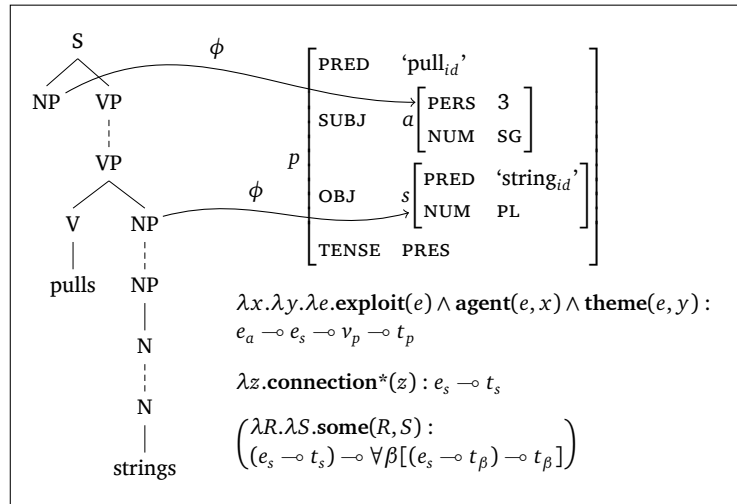 S
ϕ
NP VP
VP
V NP
ϕ
pulls
NP
N
N
strings
p
PRED ‘pull_id’
SUBJ a
PERS 3
NUM SG
OBJ s
PRED ‘string_id’
NUM PL
TENSE PRES
λx.λy.λe.exploit(e) ∧ agent(e, x) ∧ theme(e, y) :
e_a ⊸ e_s ⊸ v_p ⊸ t_p
λz.connection*(z) : e_s ⊸ t_s
(λR.λS.some(R, S) :
(e_s ⊸ t_s) ⊸ ∀β[(e_s ⊸ t_β) ⊸ t_β])